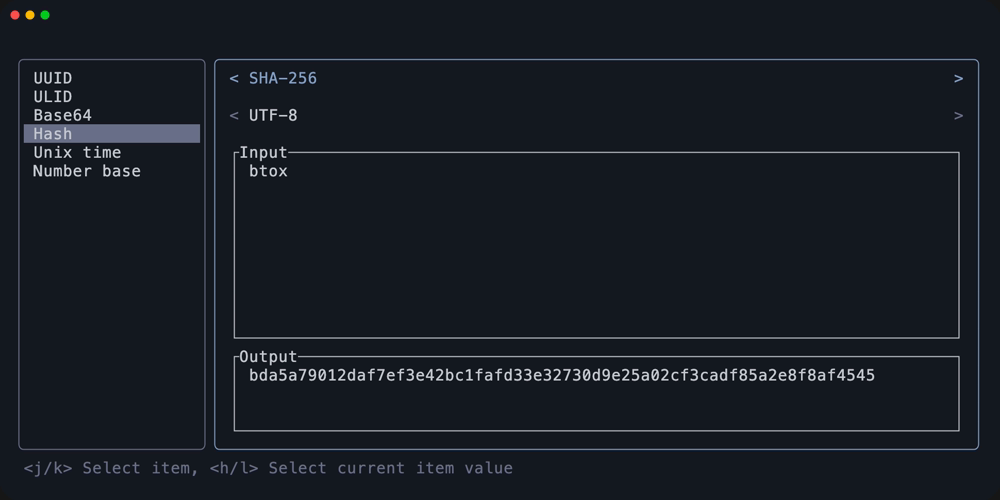 UUID
ULID
Base64
Hash
Unix time
Number base
< SHA-256 >
< UTF-8 >
Input
btox
Output
bda5a79012daf7ef3e42bc1fafd33e32730d9e25a02cf3cadf85a2e8f8af4545
<j/k> Select item, <h/l> Select current item value